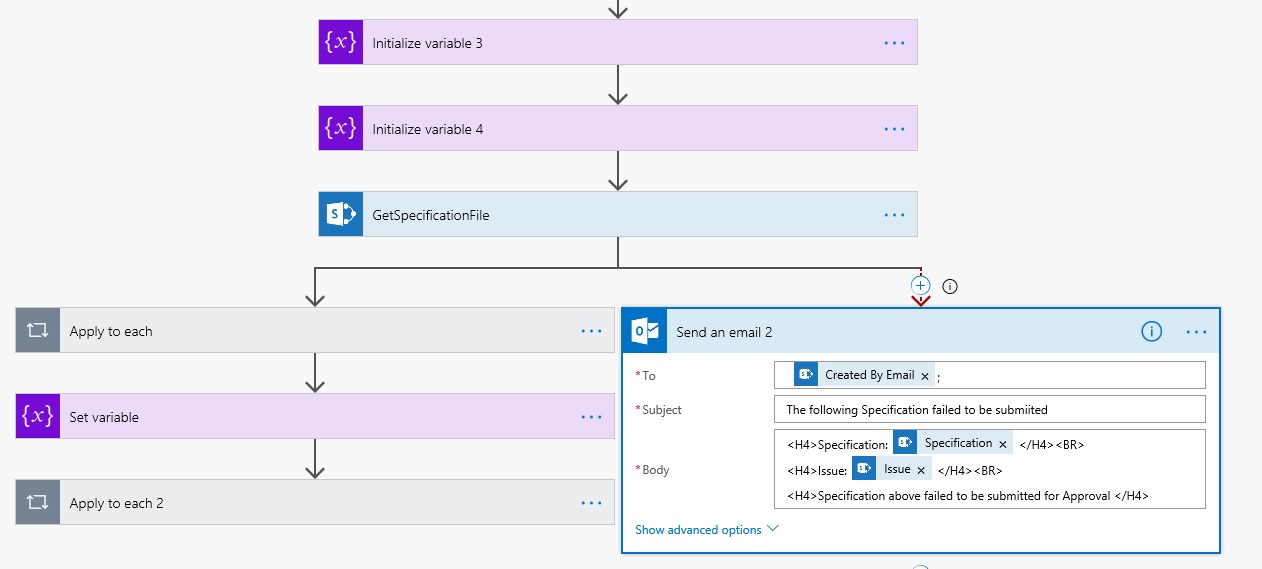 {x} Initialize variable 3 ...
{x} Initialize variable 4 ...
S GetSpecificationFile ...
+ i
Apply to each ...
{x} Set variable ...
Apply to each 2 ...
O Send an email 2 i ...
* To S Created By Email × ;
* Subject The following Specification failed to be submiited
* Body
<H4>Specification: S Specification × </H4><BR>
<H4>Issue: S Issue × </H4><BR>
<H4>Specification above failed to be submitted for Approval </H4>
Show advanced options